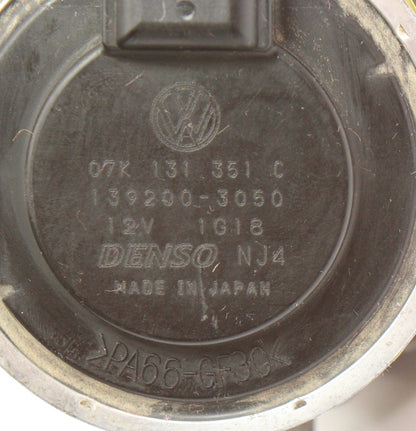 07K 131 351 C
139200-3050
12V 1G18
DENSO NJ4
MADE IN JAPAN
>PA66-GF30<